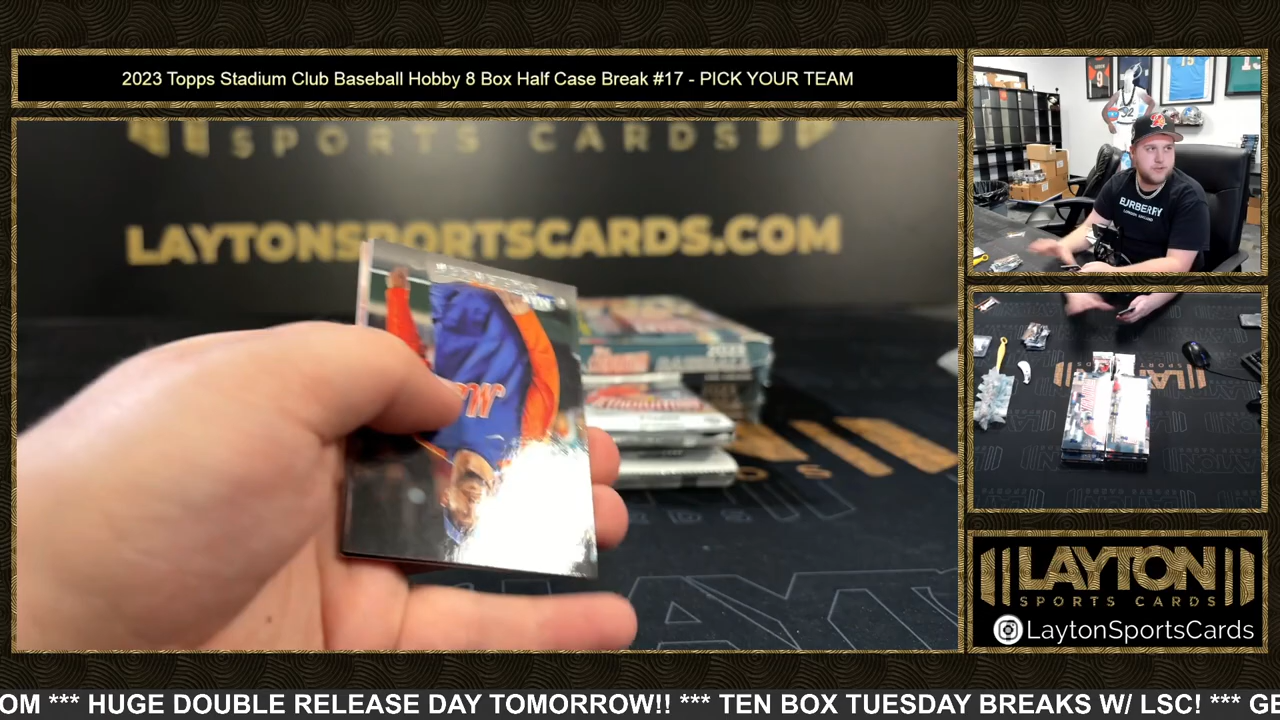 2023 Topps Stadium Club Baseball Hobby 8 Box Half Case Break #17 - PICK YOUR TEAM
SPORTS CARDS
LAYTONSPORTSCARDS.COM
BURBERRY
LAYTON
SPORTS CARDS
LaytonSportsCards
OM *** HUGE DOUBLE RELEASE DAY TOMORROW!! *** TEN BOX TUESDAY BREAKS W/ LSC! *** GE